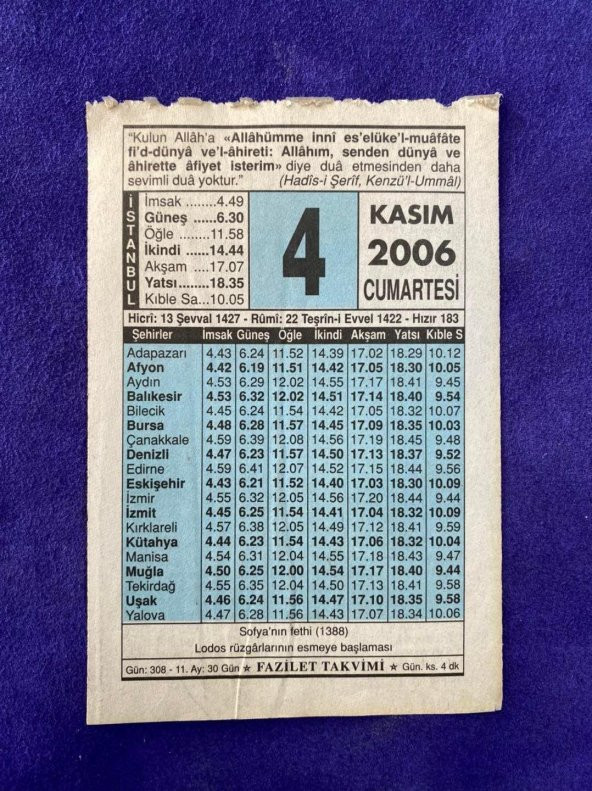 "Kulun Allâh'a «Allâhümme innî es'elüke'l-muâfâte
fi'd-dünyâ ve'l-âhireti: Allâhım, senden dünyâ ve
âhirette âfiyet isterim» diye duâ etmesinden daha
sevimli duâ yoktur." (Hadîs-i Şerîf, Kenzü'l-Ummâl)
İSTANBUL
İmsak ........4.49
Güneş ......6.30
Öğle .......11.58
İkindi ......14.44
Akşam ....17.07
Yatsı.......18.35
Kıble Sa...10.05
4
KASIM
2006
CUMARTESİ
Hicrî: 13 Şevval 1427 - Rûmî: 22 Teşrîn-i Evvel 1422 - Hızır 183
Şehirler İmsak Güneş Öğle İkindi Akşam Yatsı Kıble S
Adapazarı 4.43 6.24 11.52 14.39 17.02 18.29 10.12
Afyon 4.42 6.19 11.51 14.42 17.05 18.30 10.05
Aydın 4.53 6.29 12.02 14.55 17.17 18.41 9.45
Balıkesir 4.53 6.32 12.02 14.51 17.14 18.40 9.54
Bilecik 4.45 6.24 11.54 14.42 17.05 18.32 10.07
Bursa 4.48 6.28 11.57 14.45 17.09 18.35 10.03
Çanakkale 4.59 6.39 12.08 14.56 17.19 18.45 9.48
Denizli 4.47 6.23 11.57 14.50 17.13 18.37 9.52
Edirne 4.59 6.41 12.07 14.52 17.15 18.44 9.56
Eskişehir 4.43 6.21 11.52 14.40 17.03 18.30 10.09
İzmir 4.55 6.32 12.05 14.56 17.20 18.44 9.44
İzmit 4.45 6.25 11.54 14.41 17.04 18.32 10.09
Kırklareli 4.57 6.38 12.05 14.49 17.12 18.41 9.59
Kütahya 4.44 6.23 11.54 14.43 17.06 18.32 10.04
Manisa 4.54 6.31 12.04 14.55 17.18 18.43 9.47
Muğla 4.50 6.25 12.00 14.54 17.17 18.40 9.44
Tekirdağ 4.55 6.35 12.04 14.50 17.13 18.41 9.58
Uşak 4.46 6.24 11.56 14.47 17.10 18.35 9.58
Yalova 4.47 6.28 11.56 14.43 17.07 18.34 10.06
Sofya'nın fethi (1388)
Lodos rüzgârlarının esmeye başlaması
Gün: 308 - 11. Ay: 30 Gün ★ FAZİLET TAKVİMİ ★ Gün. ks. 4 dk